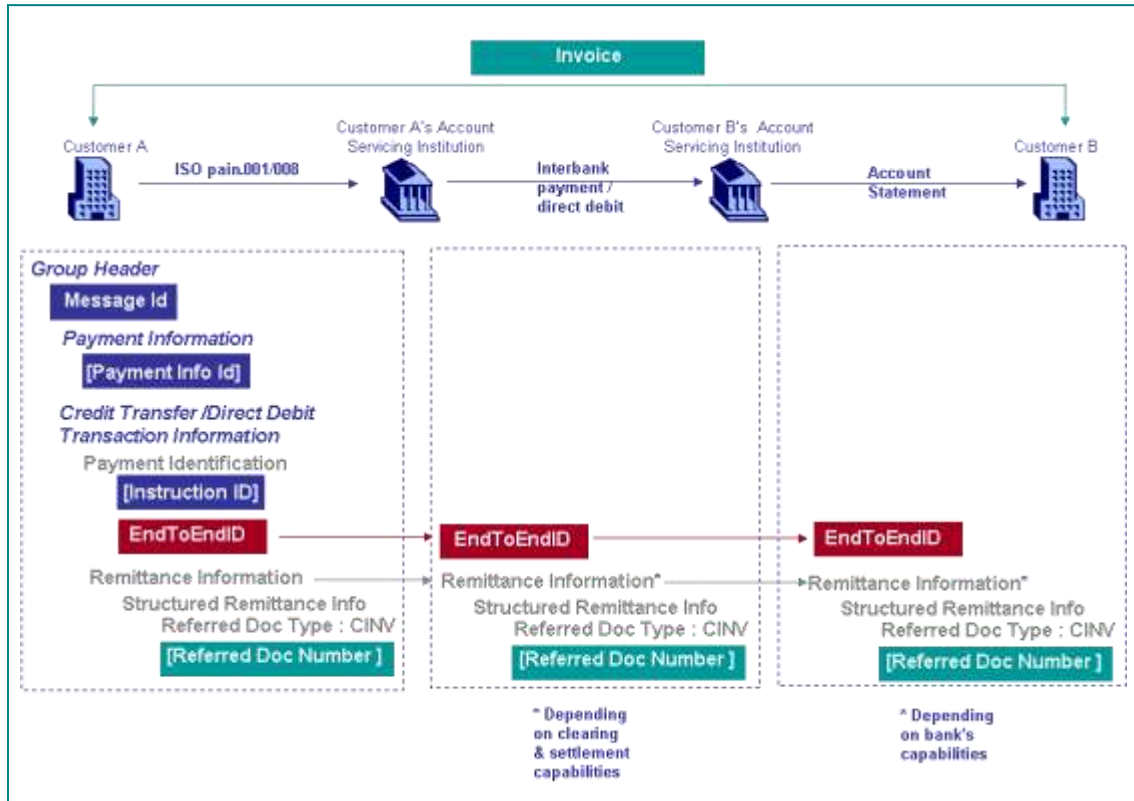 Invoice
Customer A
Customer A's Account
Servicing Institution
Customer B's Account
Servicing Institution
Customer B
ISO pain.001/008
Interbank
payment /
direct debit
Account
Statement
Group Header
Message Id
Payment Information
[Payment Info Id]
Credit Transfer /Direct Debit
Transaction Information
Payment Identification
[Instruction ID]
EndToEndID
Remittance Information
Structured Remittance Info
Referred Doc Type : CINV
[Referred Doc Number ]
EndToEndID
Remittance Information*
Structured Remittance Info
Referred Doc Type : CINV
[Referred Doc Number ]
* Depending
on clearing
& settlement
capabilities
EndToEndID
Remittance Information*
Structured Remittance Info
Referred Doc Type : CINV
[Referred Doc Number ]
* Depending
on bank's
capabilities